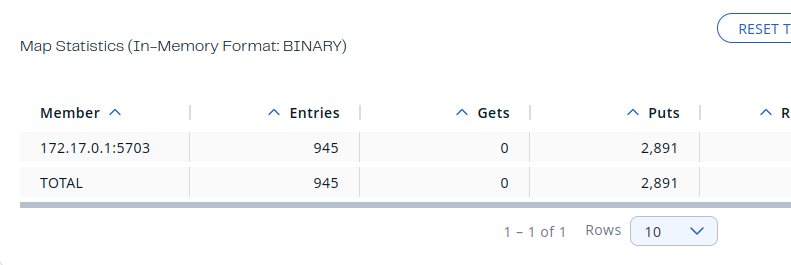 RESET T
Map Statistics (In-Memory Format: BINARY)
Member Entries Gets Puts R
172.17.0.1:5703 945 0 2,891
TOTAL 945 0 2,891
1 – 1 of 1 Rows 10